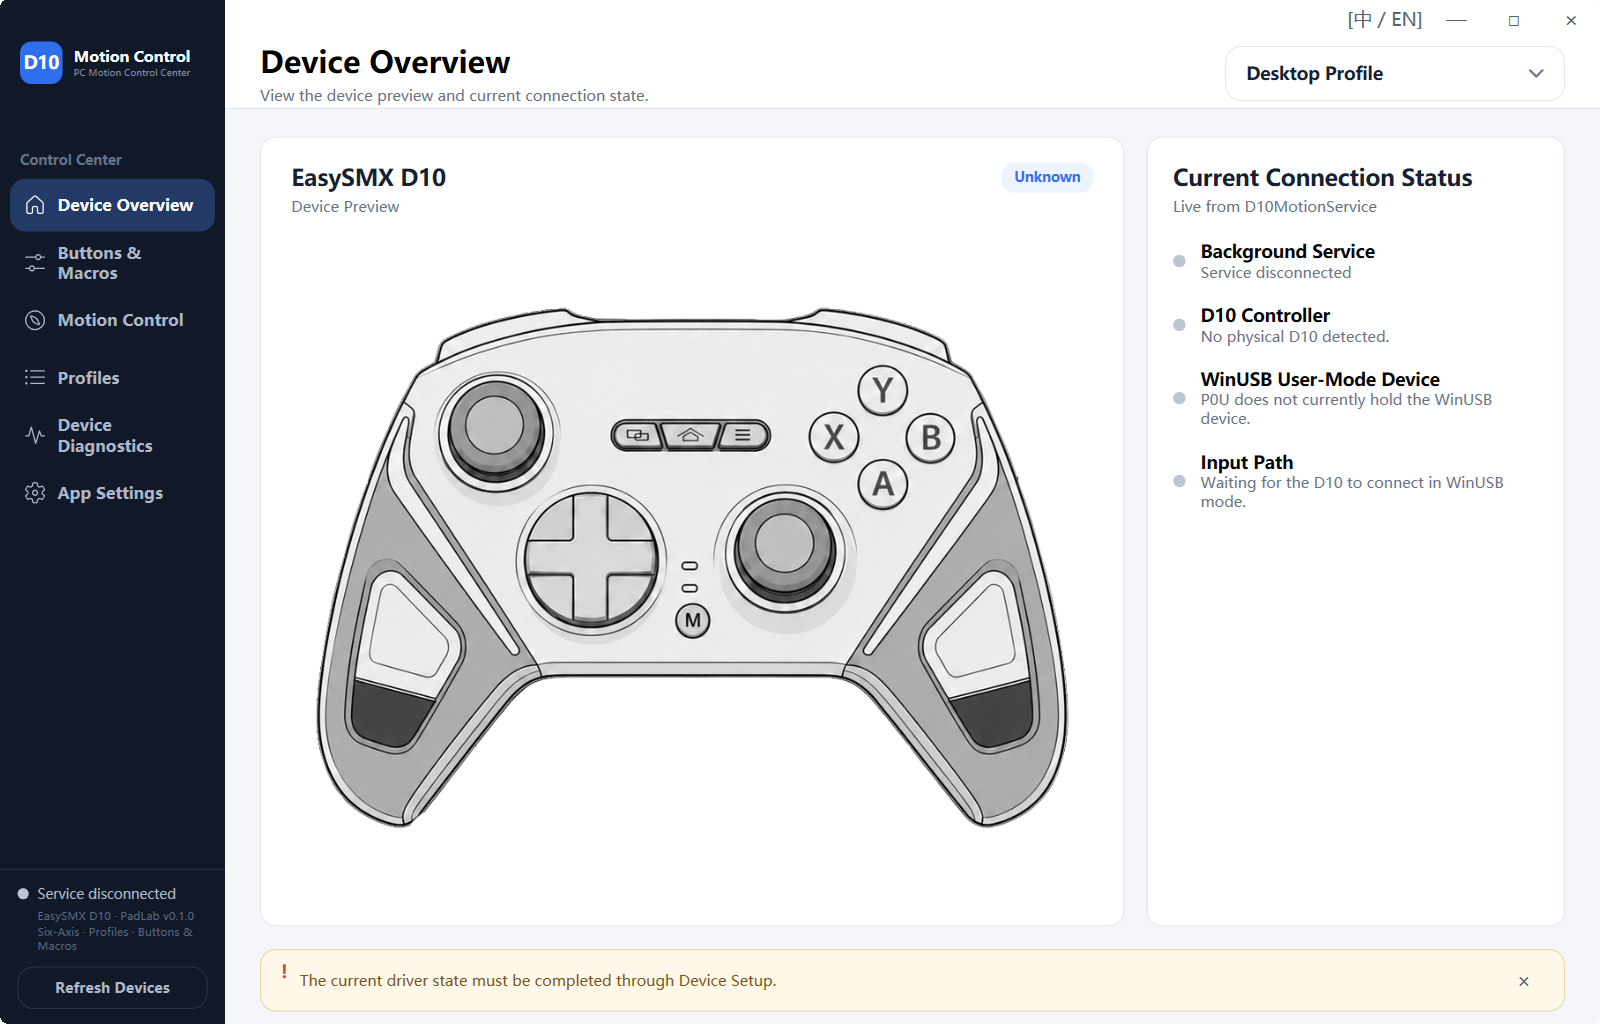 [中 / EN]
D10
Motion Control
PC Motion Control Center
Device Overview
View the device preview and current connection state.
Desktop Profile
Control Center
Device Overview
Buttons &
Macros
Motion Control
Profiles
Device
Diagnostics
App Settings
EasySMX D10
Device Preview
Unknown
Y
X
B
A
M
Current Connection Status
Live from D10MotionService
Background Service
Service disconnected
D10 Controller
No physical D10 detected.
WinUSB User-Mode Device
P0U does not currently hold the WinUSB
device.
Input Path
Waiting for the D10 to connect in WinUSB
mode.
Service disconnected
EasySMX D10 · PadLab v0.1.0
Six-Axis · Profiles · Buttons &
Macros
Refresh Devices
! The current driver state must be completed through Device Setup.